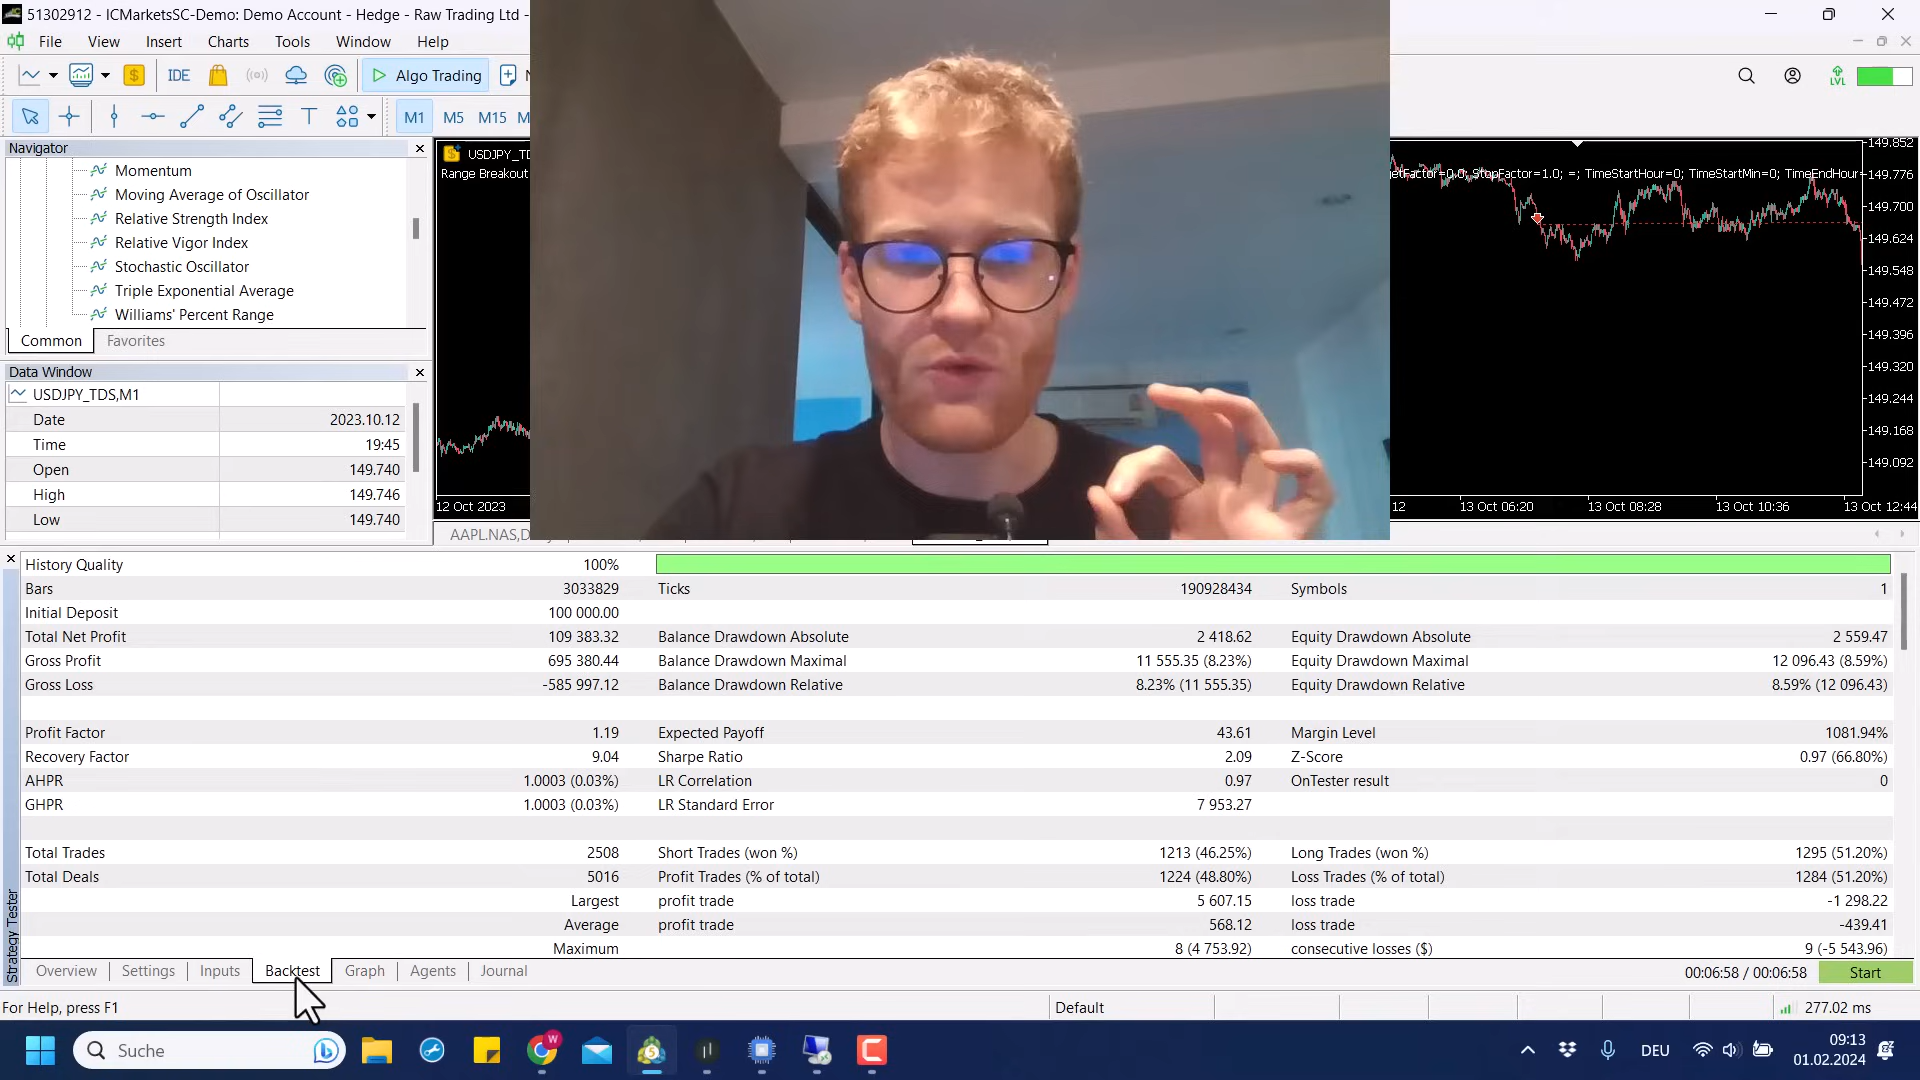 51302912 - ICMarketsSC-Demo: Demo Account - Hedge - Raw Trading Ltd -
File View Insert Charts Tools Window Help
IDE Algo Trading
LVL
M1 M5 M15
Navigator
Momentum
Moving Average of Oscillator
Relative Strength Index
Relative Vigor Index
Stochastic Oscillator
Triple Exponential Average
Williams' Percent Range
Common Favorites
Data Window
USDJPY_TDS,M1
Date 2023.10.12
Time 19:45
Open 149.740
High 149.746
Low 149.740
Range Breakout
StopFactor=1.0; =; TimeStartHour=0; TimeStartMin=0; TimeEndHour
149.852
149.776
149.700
149.624
149.548
149.472
149.396
149.320
149.244
149.168
149.092
12 Oct 2023
12 13 Oct 06:20 13 Oct 08:28 13 Oct 10:36 13 Oct 12:44
AAPL.NAS,D
Strategy Tester
History Quality 100%
Bars 3033829 Ticks 190928434 Symbols 1
Initial Deposit 100 000.00
Total Net Profit 109 383.32 Balance Drawdown Absolute 2 418.62 Equity Drawdown Absolute 2 559.47
Gross Profit 695 380.44 Balance Drawdown Maximal 11 555.35 (8.23%) Equity Drawdown Maximal 12 096.43 (8.59%)
Gross Loss -585 997.12 Balance Drawdown Relative 8.23% (11 555.35) Equity Drawdown Relative 8.59% (12 096.43)
Profit Factor 1.19 Expected Payoff 43.61 Margin Level 1081.94%
Recovery Factor 9.04 Sharpe Ratio 2.09 Z-Score 0.97 (66.80%)
AHPR 1.0003 (0.03%) LR Correlation 0.97 OnTester result 0
GHPR 1.0003 (0.03%) LR Standard Error 7 953.27
Total Trades 2508 Short Trades (won %) 1213 (46.25%) Long Trades (won %) 1295 (51.20%)
Total Deals 5016 Profit Trades (% of total) 1224 (48.80%) Loss Trades (% of total) 1284 (51.20%)
Largest profit trade 5 607.15 loss trade -1 298.22
Average profit trade 568.12 loss trade -439.41
Maximum 8 (4 753.92) consecutive losses ($) 9 (-5 543.96)
Overview Settings Inputs Backtest Graph Agents Journal 00:06:58 / 00:06:58 Start
For Help, press F1 Default 277.02 ms
Suche W DEU 09:13
01.02.2024